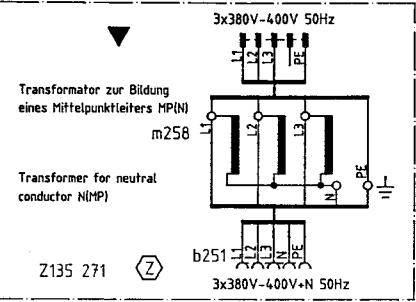 3x380V-400V 50Hz
L1 L2 L3 PE
Transformator zur Bildung
eines Mittelpunktleiters MP(N)
m258
L1 L2 L3 PE
Transformer for neutral
conductor N(MP)
N
b251 L1 L2 L3 N PE
Z135 271 Z
3x380V-400V+N 50Hz